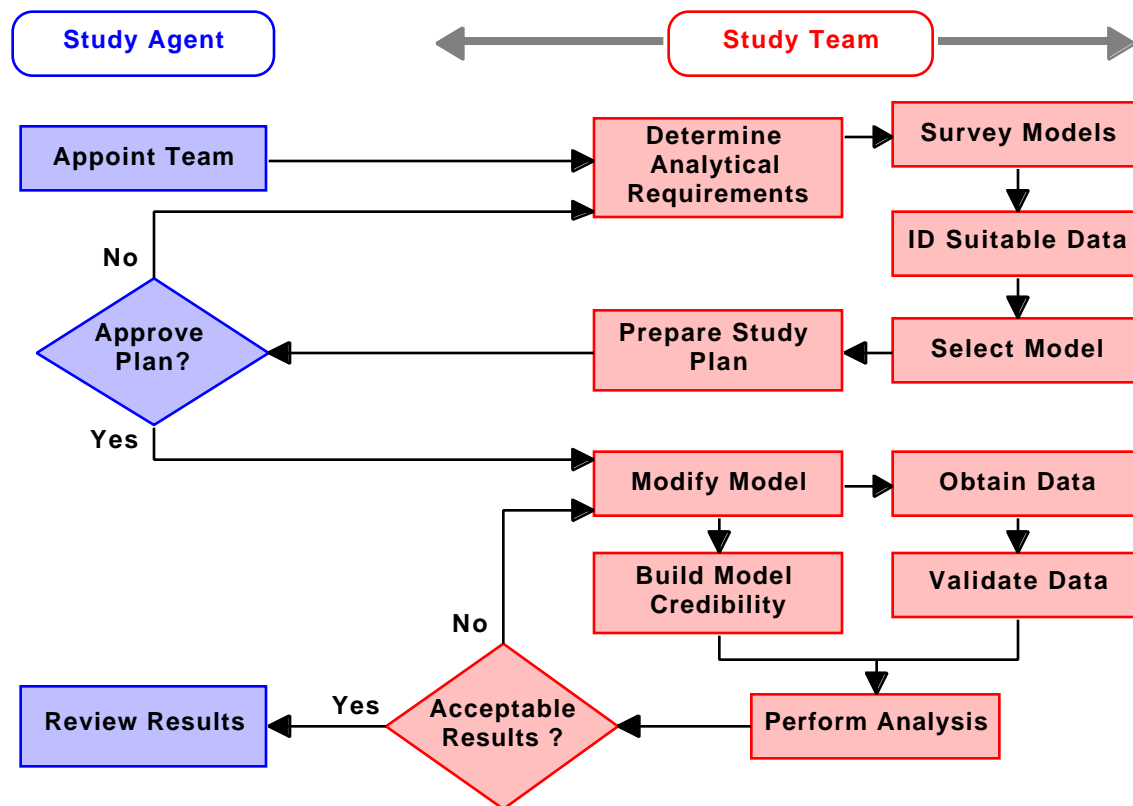 Study Agent
Study Team
Appoint Team
Determine
Analytical
Requirements
Survey Models
ID Suitable Data
No
Approve
Plan?
Prepare Study
Plan
Select Model
Yes
Modify Model
Obtain Data
Build Model
Credibility
Validate Data
No
Review Results
Yes
Acceptable
Results ?
Perform Analysis